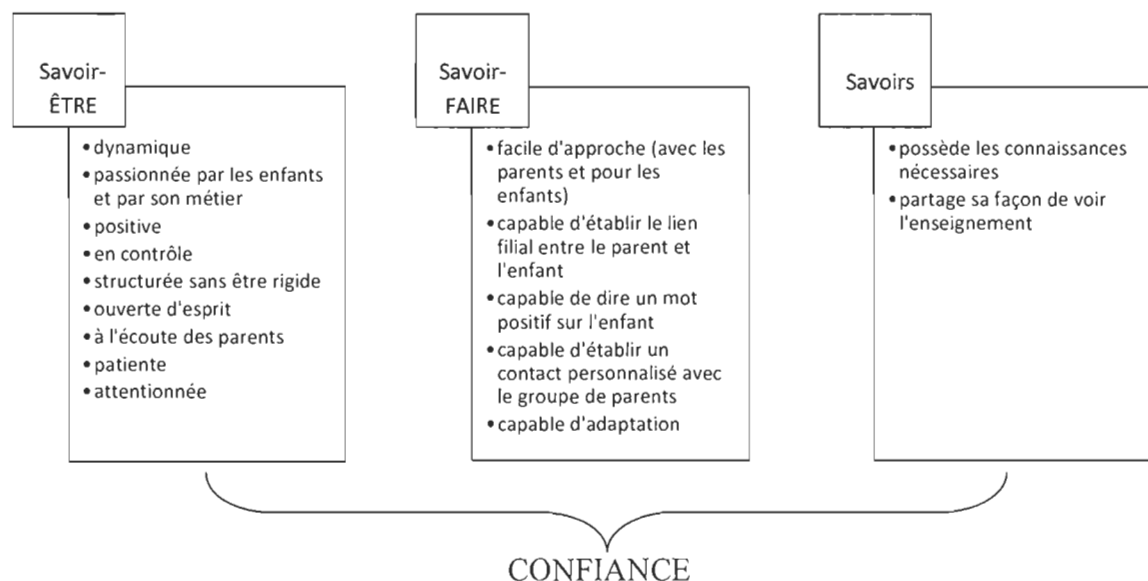 Savoir-
ÊTRE
• dynamique
• passionnée par les enfants
et par son métier
• positive
• en contrôle
• structurée sans être rigide
• ouverte d'esprit
• à l'écoute des parents
• patiente
• attentionnée
Savoir-
FAIRE
• facile d'approche (avec les
parents et pour les
enfants)
• capable d'établir le lien
filial entre le parent et
l'enfant
• capable de dire un mot
positif sur l'enfant
• capable d'établir un
contact personnalisé avec
le groupe de parents
• capable d'adaptation
Savoirs
• possède les connaissances
nécessaires
• partage sa façon de voir
l'enseignement
CONFIANCE